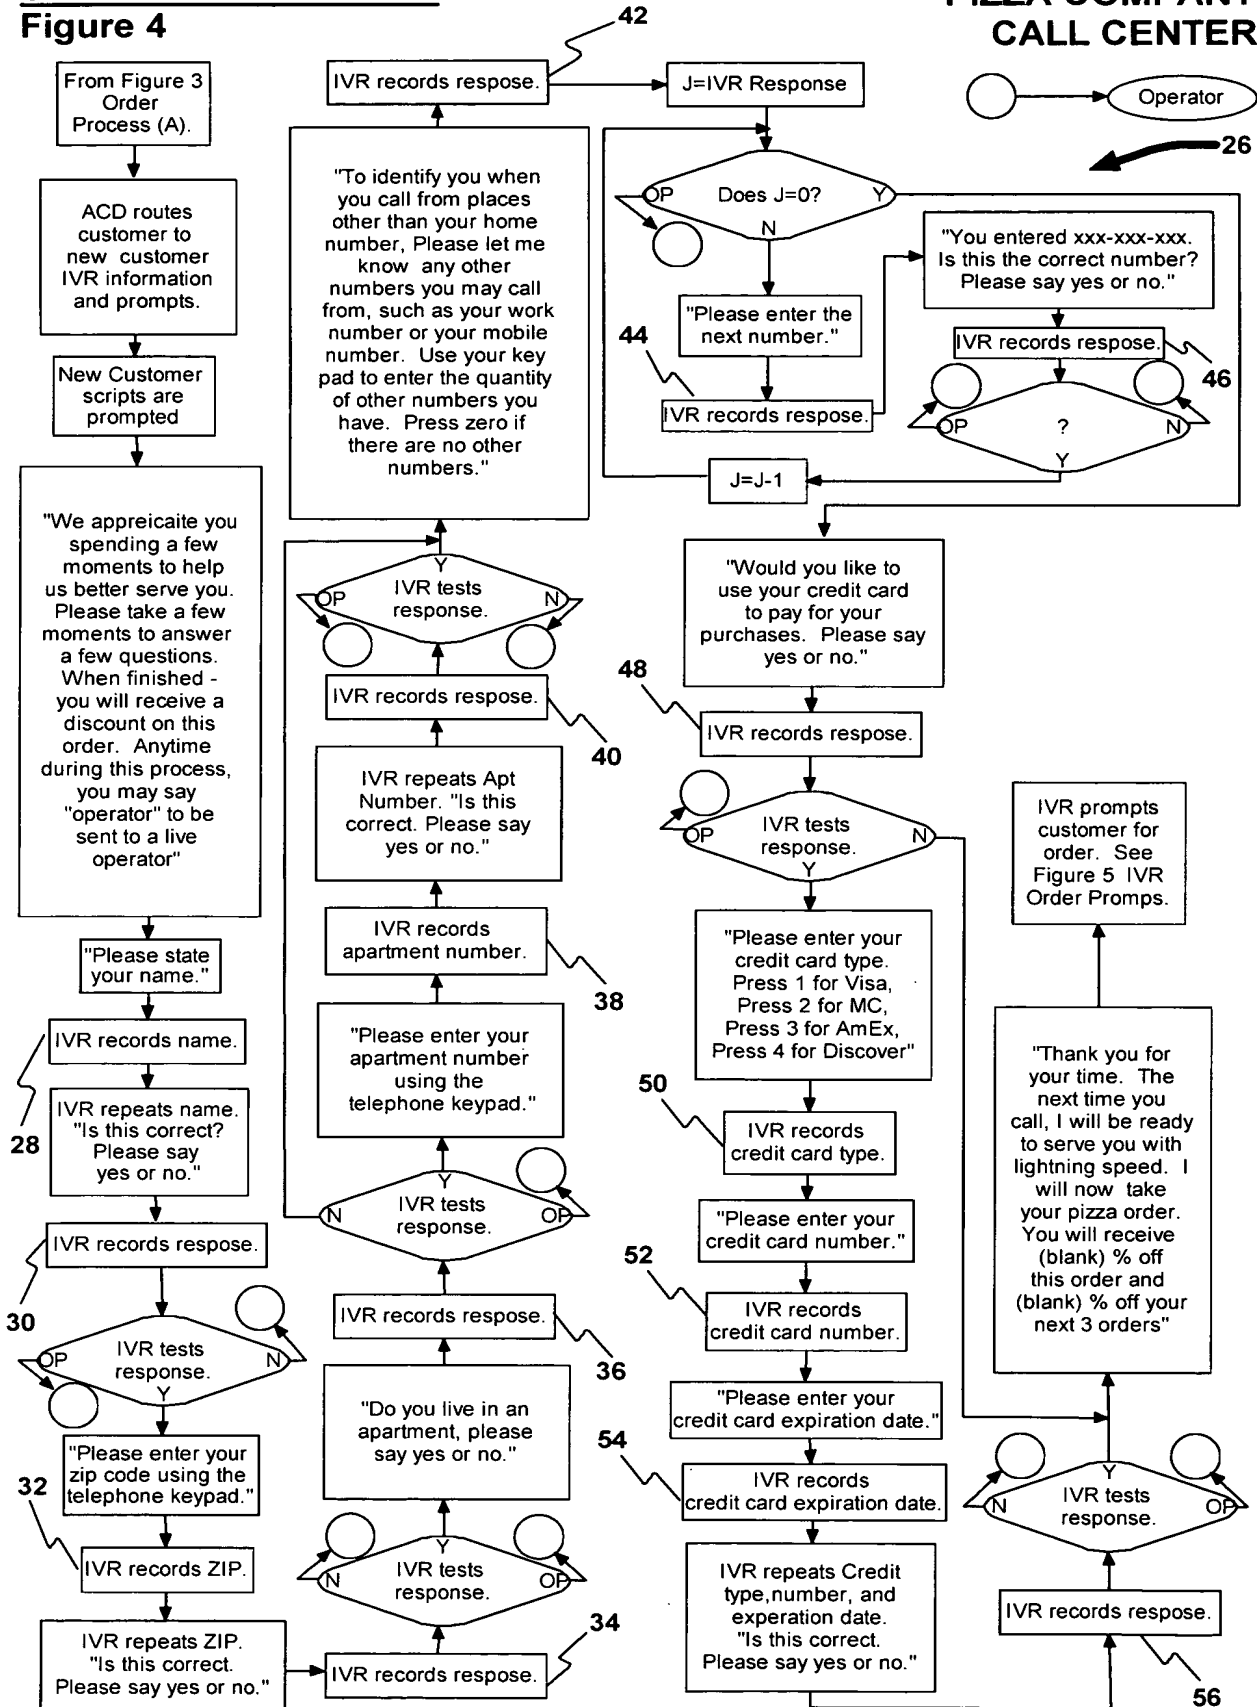 Figure 4
PIZZA COMPANY
CALL CENTER
Operator
26
From Figure 3
Order
Process (A).
ACD routes
customer to
new customer
IVR information
and prompts.
New Customer
scripts are
prompted
"We appreicaite you
spending a few
moments to help
us better serve you.
Please take a few
moments to answer
a few questions.
When finished -
you will receive a
discount on this
order. Anytime
during this process,
you may say
"operator" to be
sent to a live
operator"
"Please state
your name."
IVR records name.
28
IVR repeats name.
"Is this correct?
Please say
yes or no."
IVR records respose.
30
OP
IVR tests
response.
N
Y
"Please enter your
zip code using the
telephone keypad."
32
IVR records ZIP.
IVR repeats ZIP.
"Is this correct.
Please say yes or no."
IVR records respose.
34
N
Y
IVR tests
response.
OP
"Do you live in an
apartment, please
say yes or no."
36
IVR records respose.
N
Y
IVR tests
response.
OP
"Please enter your
apartment number
using the
telephone keypad."
IVR records
apartment number.
38
IVR repeats Apt
Number. "Is this
correct. Please say
yes or no."
IVR records respose.
40
OP
Y
IVR tests
response.
N
"To identify you when
you call from places
other than your home
number, Please let me
know any other
numbers you may call
from, such as your work
number or your mobile
number. Use your key
pad to enter the quantity
of other numbers you
have. Press zero if
there are no other
numbers."
IVR records respose.
42
J=IVR Response
OP
Does J=0?
Y
N
"Please enter the
next number."
44
IVR records respose.
"You entered xxx-xxx-xxx.
Is this the correct number?
Please say yes or no."
IVR records respose.
46
OP
?
N
Y
J=J-1
"Would you like to
use your credit card
to pay for your
purchases. Please say
yes or no."
48
IVR records respose.
OP
IVR tests
response.
N
Y
"Please enter your
credit card type.
Press 1 for Visa,
Press 2 for MC,
Press 3 for AmEx,
Press 4 for Discover"
50
IVR records
credit card type.
"Please enter your
credit card number."
52
IVR records
credit card number.
"Please enter your
credit card expiration date."
54
IVR records
credit card expiration date.
IVR repeats Credit
type,number, and
experation date.
"Is this correct.
Please say yes or no."
IVR records respose.
56
N
Y
IVR tests
response.
OP
"Thank you for
your time. The
next time you
call, I will be ready
to serve you with
lightning speed. I
will now take
your pizza order.
You will receive
(blank) % off
this order and
(blank) % off your
next 3 orders"
IVR prompts
customer for
order. See
Figure 5 IVR
Order Promps.